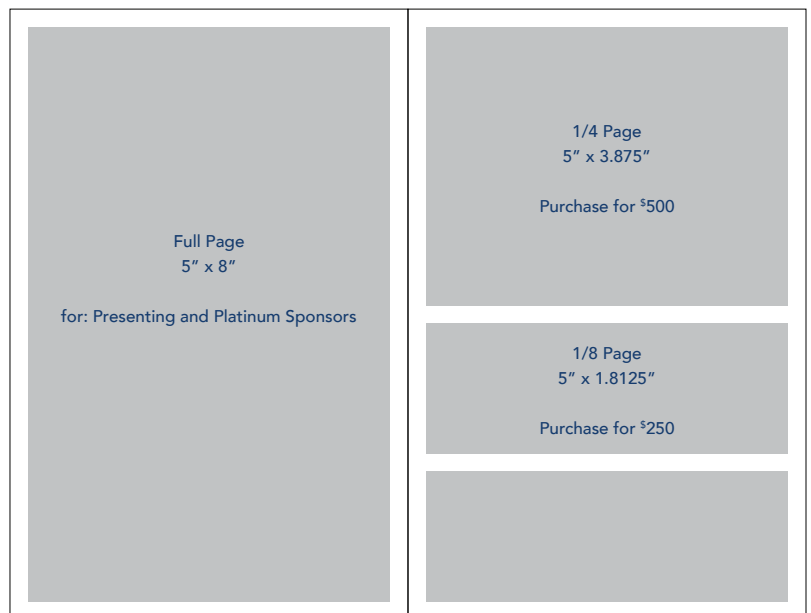 Full Page
5” x 8”
for: Presenting and Platinum Sponsors
1/4 Page
5” x 3.875”
Purchase for $500
1/8 Page
5” x 1.8125”
Purchase for $250